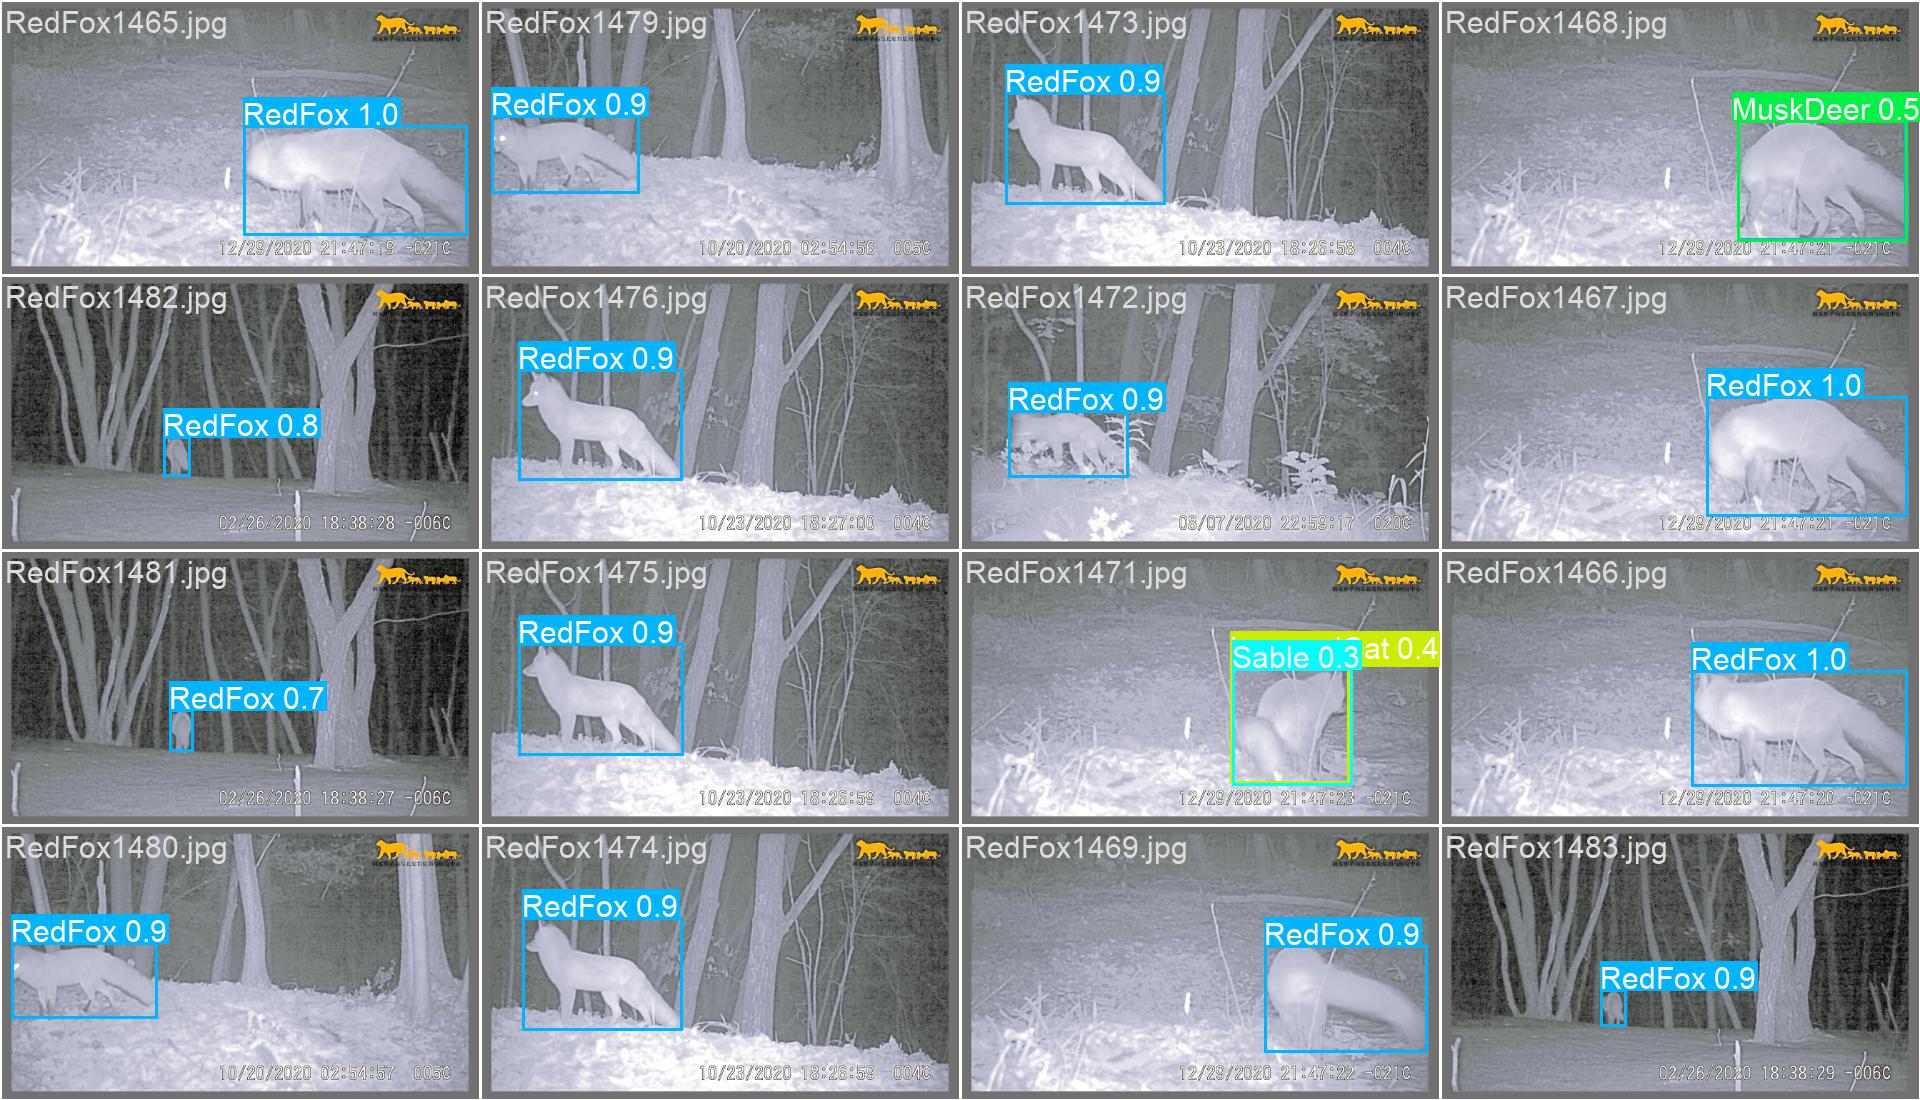 RedFox1465.jpg
RedFox 1.0
12/29/2020 21:47:19 -021C
RedFox1479.jpg
RedFox 0.9
10/20/2020 02:54:56 005C
RedFox1473.jpg
RedFox 0.9
10/23/2020 18:26:58 004C
RedFox1468.jpg
MuskDeer 0.5
12/29/2020 21:47:21 -021C
RedFox1482.jpg
RedFox 0.8
02/26/2020 18:38:28 -006C
RedFox1476.jpg
RedFox 0.9
10/23/2020 18:27:00 004C
RedFox1472.jpg
RedFox 0.9
08/07/2020 22:59:17 020C
RedFox1467.jpg
RedFox 1.0
12/29/2020 21:47:21 -021C
RedFox1481.jpg
RedFox 0.7
02/26/2020 18:38:27 -006C
RedFox1475.jpg
RedFox 0.9
10/23/2020 18:26:59 004C
RedFox1471.jpg
at 0.4
Sable 0.3
12/29/2020 21:47:23 -021C
RedFox1466.jpg
RedFox 1.0
12/29/2020 21:47:20 -021C
RedFox1480.jpg
RedFox 0.9
10/20/2020 02:54:57 005C
RedFox1474.jpg
RedFox 0.9
10/23/2020 18:26:59 004C
RedFox1469.jpg
RedFox 0.9
12/29/2020 21:47:22 -021C
RedFox1483.jpg
RedFox 0.9
02/26/2020 18:38:29 -006C